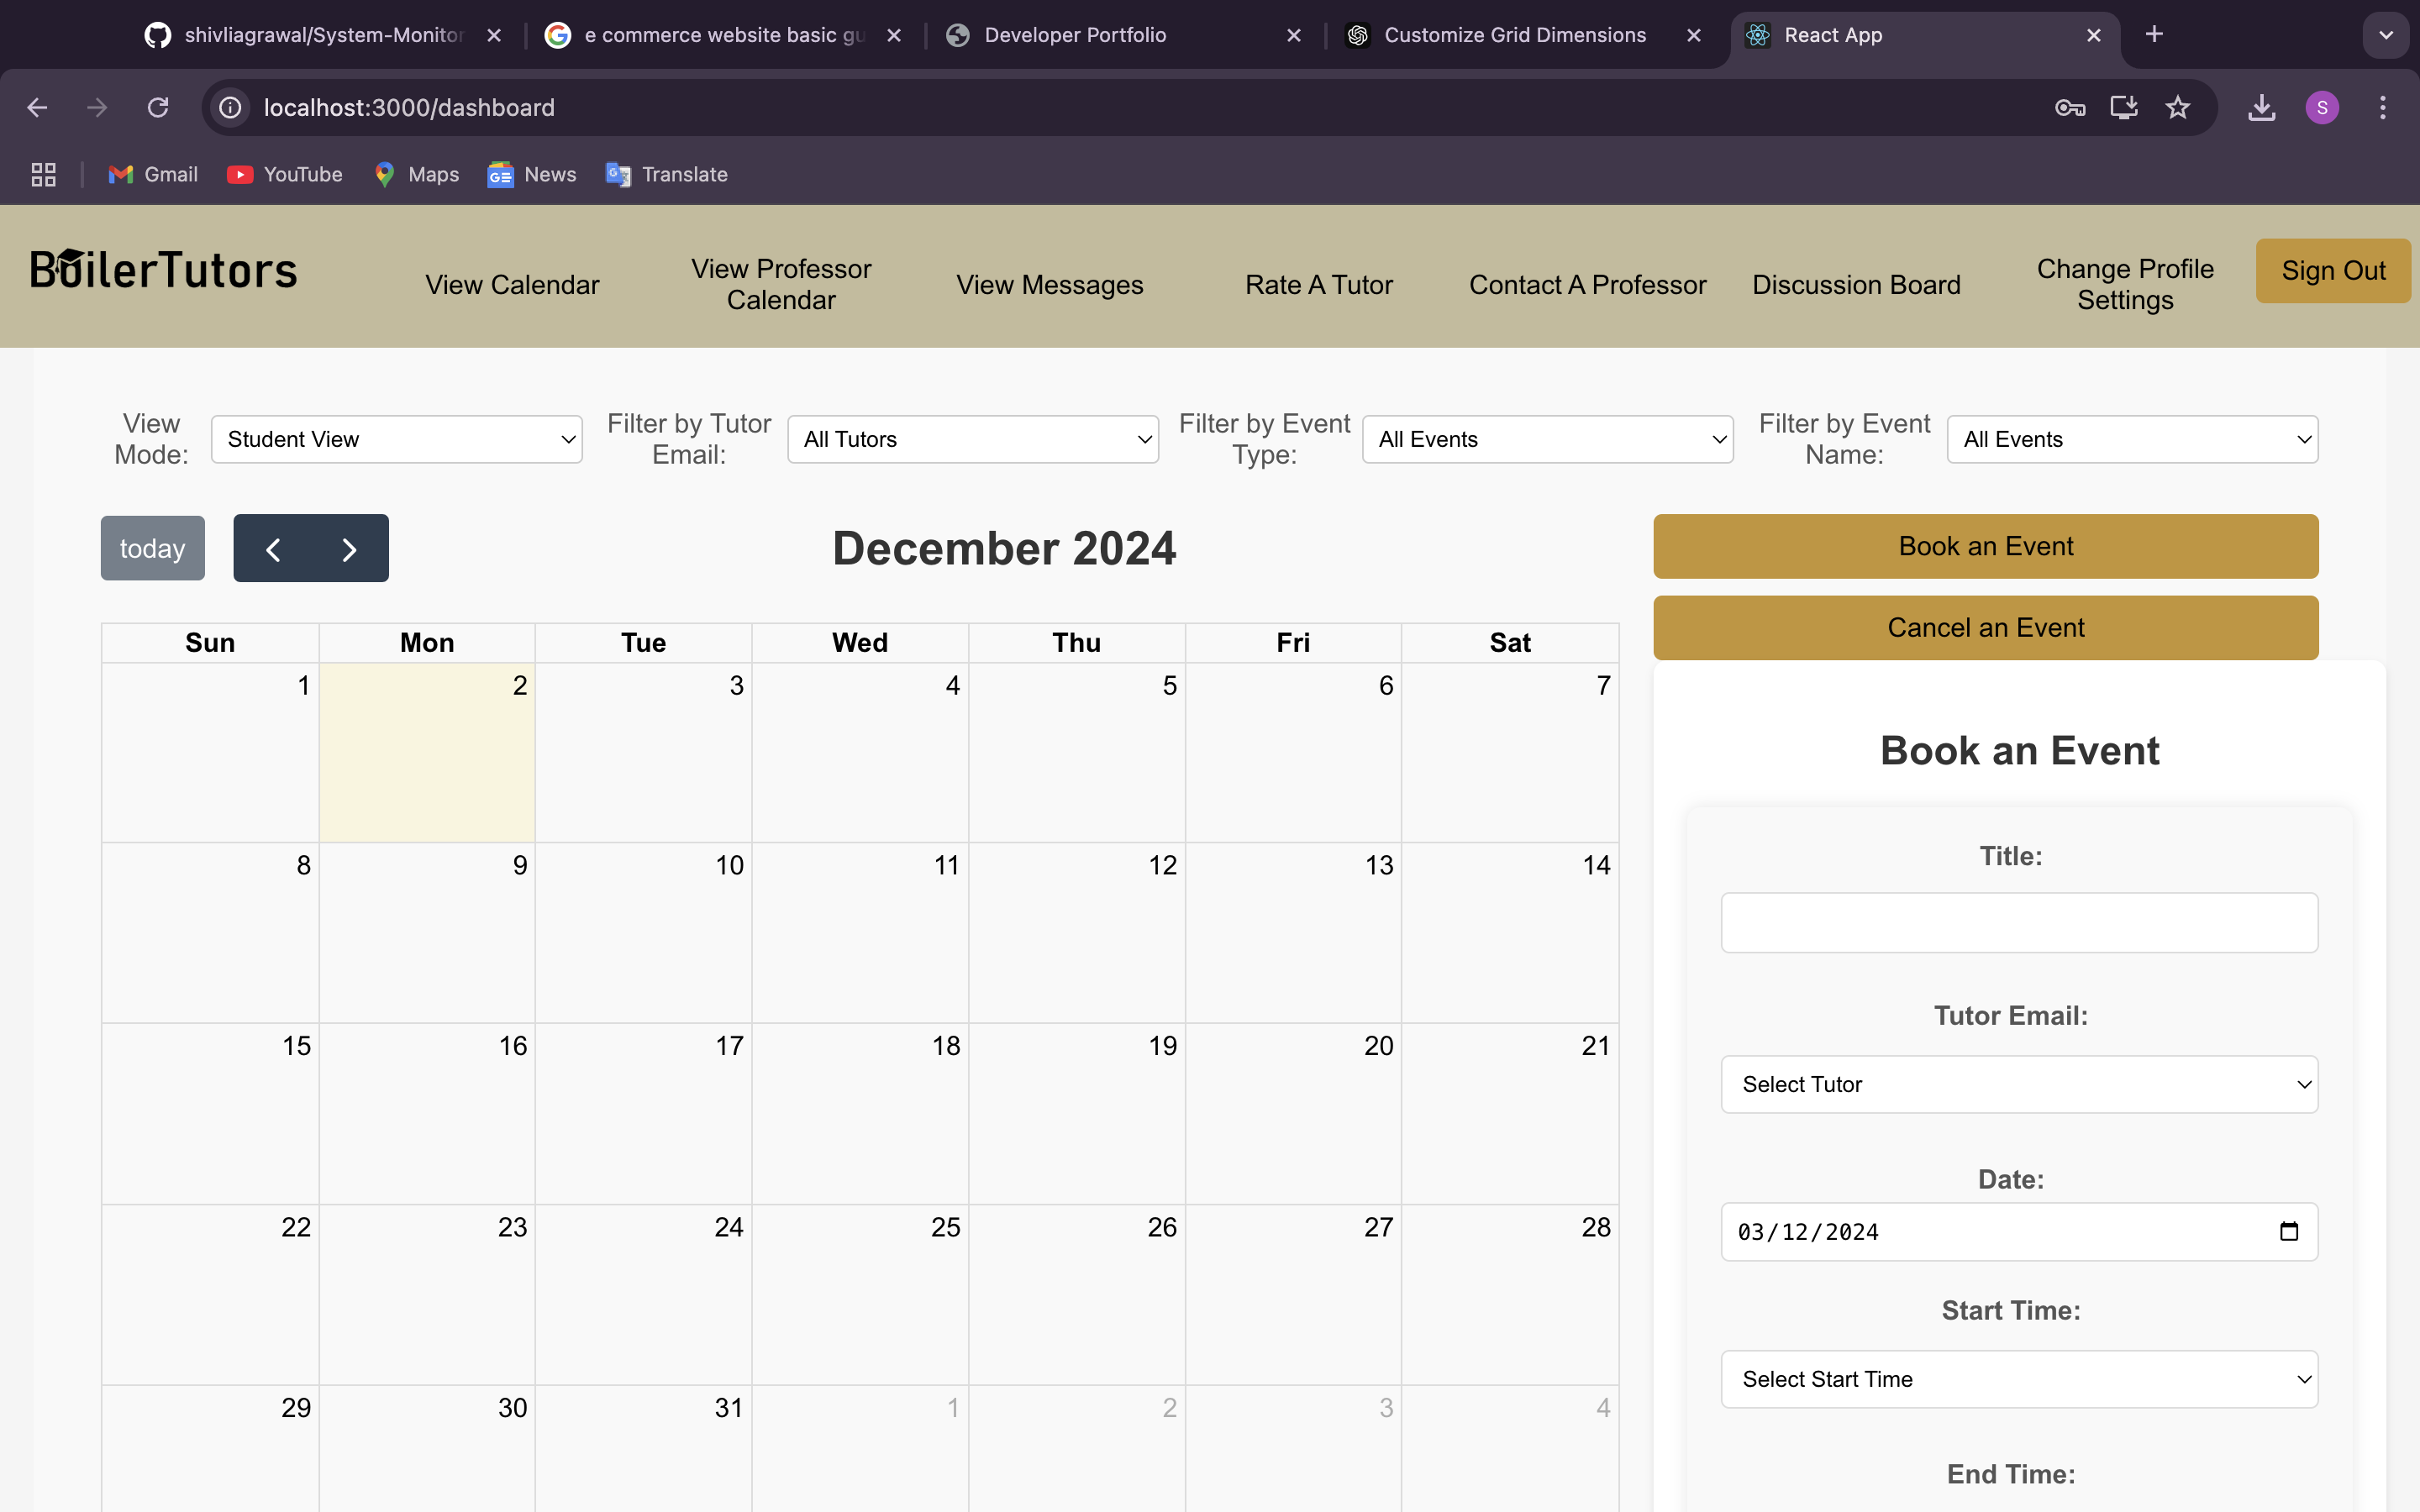 shivliagrawal/System-Monitor
e commerce website basic gu
Developer Portfolio
Customize Grid Dimensions
React App
localhost:3000/dashboard
S
Gmail
YouTube
Maps
News
Translate
BoilerTutors
View Calendar
View Professor
Calendar
View Messages
Rate A Tutor
Contact A Professor
Discussion Board
Change Profile
Settings
Sign Out
View
Mode:
Student View
Filter by Tutor
Email:
All Tutors
Filter by Event
Type:
All Events
Filter by Event
Name:
All Events
today
December 2024
Book an Event
Cancel an Event
Sun Mon Tue Wed Thu Fri Sat
1 2 3 4 5 6 7
8 9 10 11 12 13 14
15 16 17 18 19 20 21
22 23 24 25 26 27 28
29 30 31 1 2 3 4
Book an Event
Title:
Tutor Email:
Select Tutor
Date:
03/12/2024
Start Time:
Select Start Time
End Time: